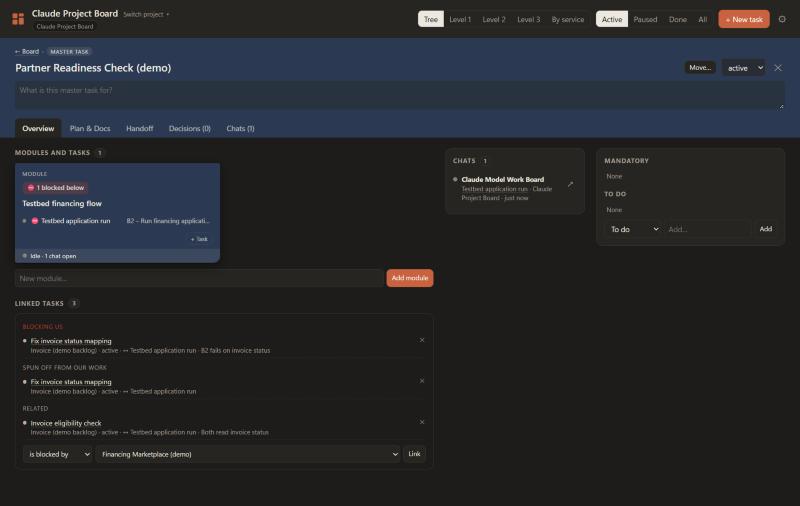 Claude Project Board
Switch project
Claude Project Board
Tree
Level 1
Level 2
Level 3
By service
Active
Paused
Done
All
+ New task
← Board
MASTER TASK
Partner Readiness Check (demo)
Move...
active
What is this master task for?
Overview
Plan & Docs
Handoff
Decisions (0)
Chats (1)
MODULES AND TASKS 1
MODULE
1 blocked below
Testbed financing flow
Testbed application run
B2 – Run financing applicati...
+ Task
Idle · 1 chat open
New module...
Add module
LINKED TASKS 3
BLOCKING US
Fix invoice status mapping
Invoice (demo backlog) · active · ↔ Testbed application run · B2 fails on invoice status
SPUN OFF FROM OUR WORK
Fix invoice status mapping
Invoice (demo backlog) · active · ↔ Testbed application run
RELATED
Invoice eligibility check
Invoice (demo backlog) · active · ↔ Testbed application run · Both read invoice status
is blocked by
Financing Marketplace (demo)
Link
CHATS 1
Claude Model Work Board
Testbed application run · Claude
Project Board · just now
MANDATORY
None
TO DO
None
To do
Add...
Add